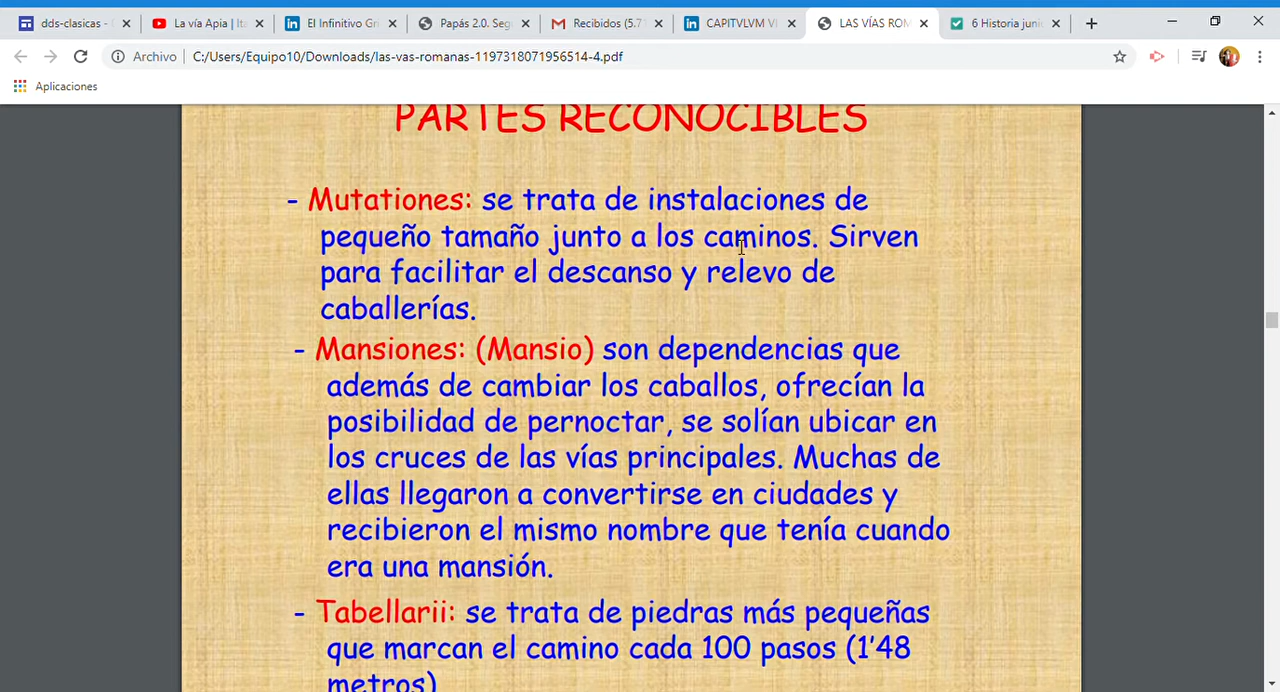 dds-clasicas -
La vía Apia | Ita
El Infinitivo Gri
Papás 2.0. Segu
Recibidos (5.7
CAPITVLVM VI
LAS VÍAS ROM
6 Historia juni
Archivo
C:/Users/Equipo10/Downloads/las-vas-romanas-1197318071956514-4.pdf
Aplicaciones
PARTES RECONOCIBLES
- Mutationes: se trata de instalaciones de
pequeño tamaño junto a los caminos. Sirven
para facilitar el descanso y relevo de
caballerías.
- Mansiones: (Mansio) son dependencias que
además de cambiar los caballos, ofrecían la
posibilidad de pernoctar, se solían ubicar en
los cruces de las vías principales. Muchas de
ellas llegaron a convertirse en ciudades y
recibieron el mismo nombre que tenía cuando
era una mansión.
- Tabellarii: se trata de piedras más pequeñas
que marcan el camino cada 100 pasos (1'48
metros)